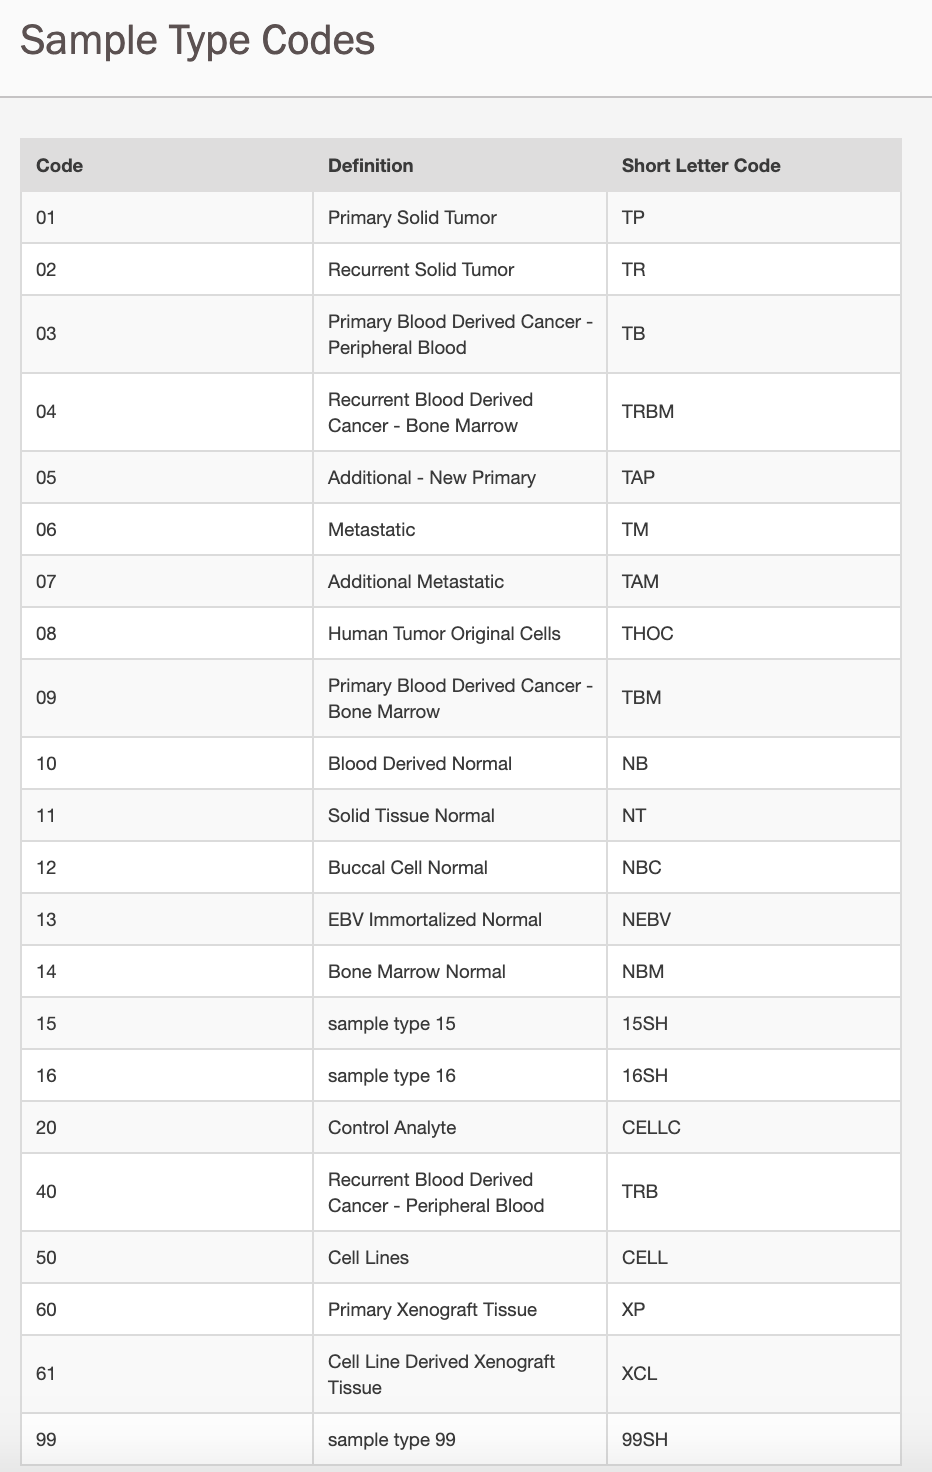 Sample Type Codes
Code Definition Short Letter Code
01 Primary Solid Tumor TP
02 Recurrent Solid Tumor TR
03 Primary Blood Derived Cancer - Peripheral Blood TB
04 Recurrent Blood Derived Cancer - Bone Marrow TRBM
05 Additional - New Primary TAP
06 Metastatic TM
07 Additional Metastatic TAM
08 Human Tumor Original Cells THOC
09 Primary Blood Derived Cancer - Bone Marrow TBM
10 Blood Derived Normal NB
11 Solid Tissue Normal NT
12 Buccal Cell Normal NBC
13 EBV Immortalized Normal NEBV
14 Bone Marrow Normal NBM
15 sample type 15 15SH
16 sample type 16 16SH
20 Control Analyte CELLC
40 Recurrent Blood Derived Cancer - Peripheral Blood TRB
50 Cell Lines CELL
60 Primary Xenograft Tissue XP
61 Cell Line Derived Xenograft Tissue XCL
99 sample type 99 99SH